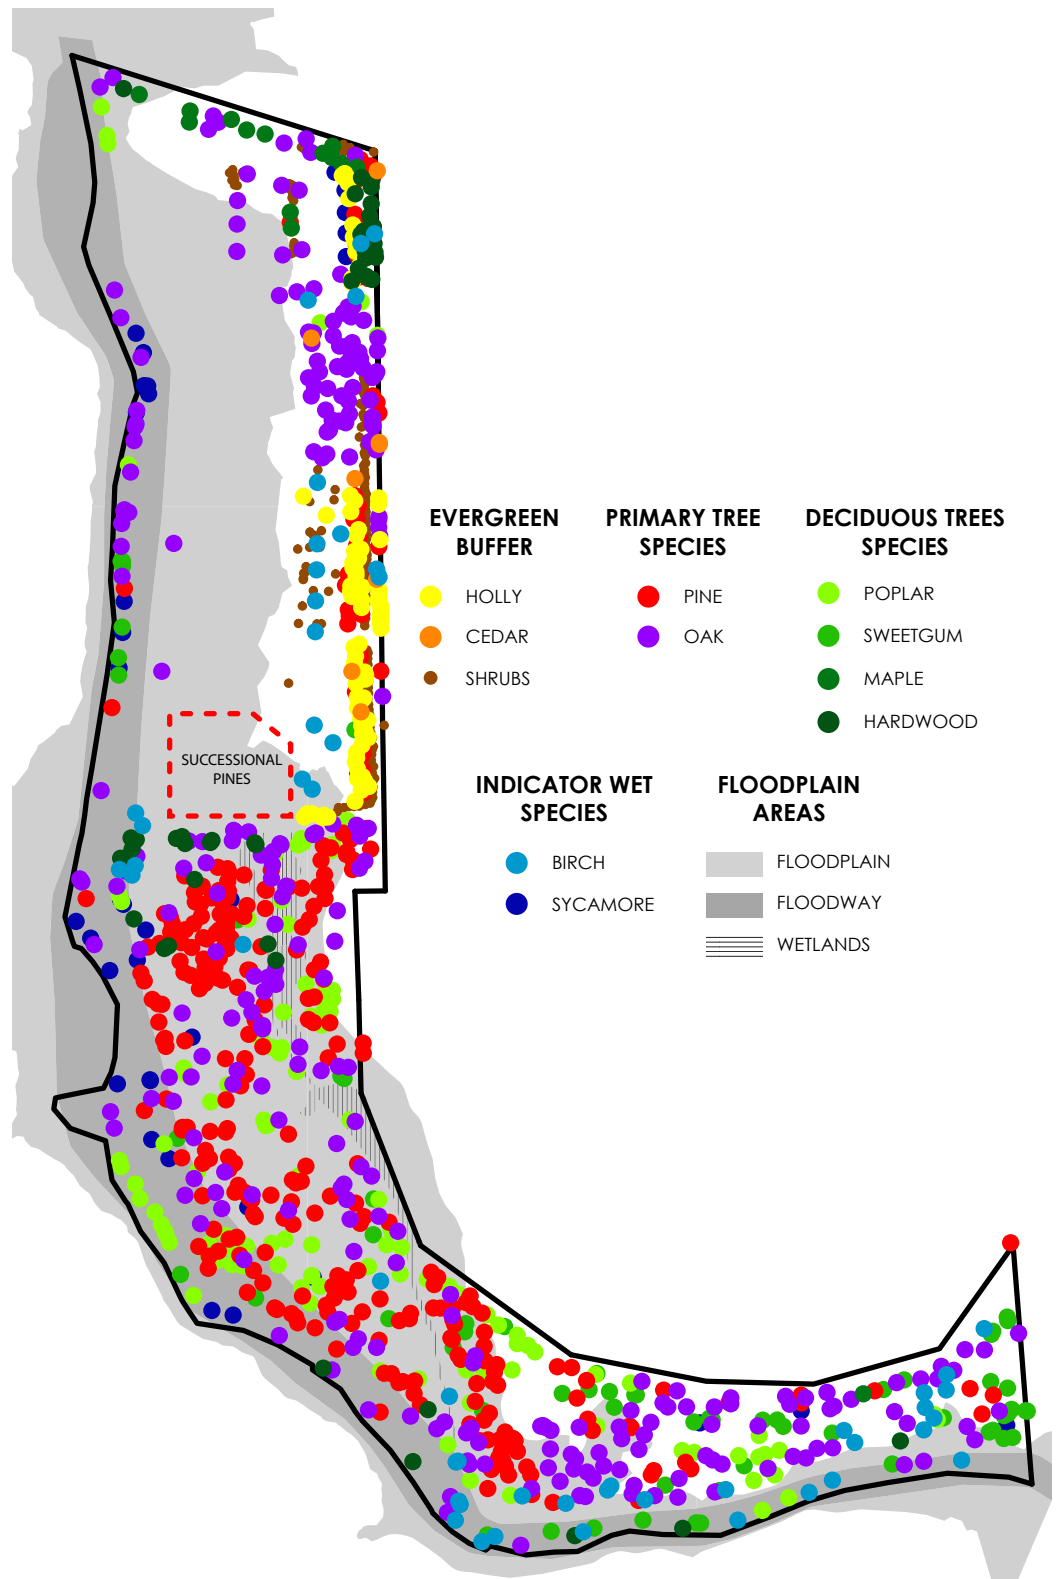 EVERGREEN
BUFFER
HOLLY
CEDAR
SHRUBS
PRIMARY TREE
SPECIES
PINE
OAK
DECIDUOUS TREES
SPECIES
POPLAR
SWEETGUM
MAPLE
HARDWOOD
SUCCESSIONAL
PINES
INDICATOR WET
SPECIES
BIRCH
SYCAMORE
FLOODPLAIN
AREAS
FLOODPLAIN
FLOODWAY
WETLANDS